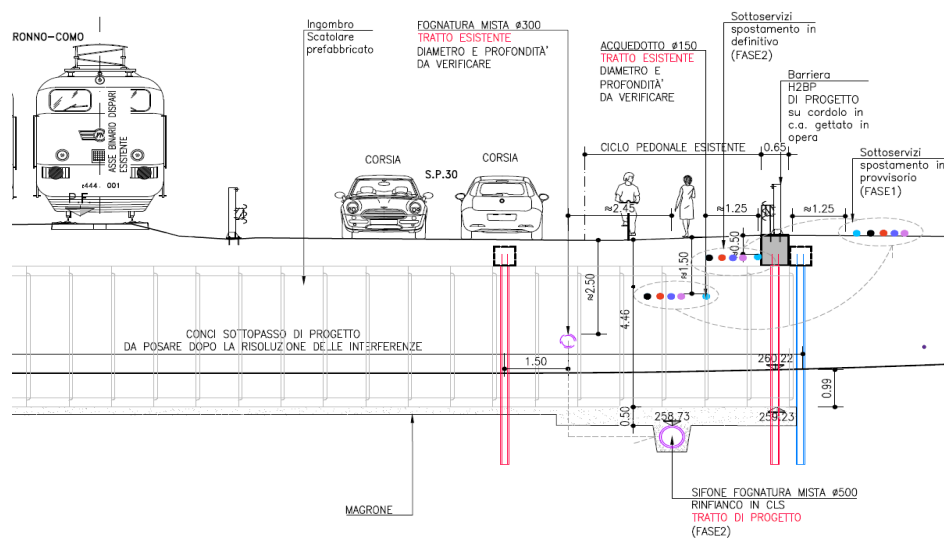 RONNO-COMO
Ingombro
Scatolare
prefabbricato
FOGNATURA MISTA ø300
TRATTO ESISTENTE
DIAMETRO E PROFONDITA'
DA VERIFICARE
ACQUEDOTTO ø150
TRATTO ESISTENTE
DIAMETRO E
PROFONDITA'
DA VERIFICARE
Sottoservizi
spostamento in
definitivo
(FASE2)
Barriera
H2BP
DI PROGETTO
su cordolo in
c.a. gettato in
opera
Sottoservizi
spostamento in
provvisorio
(FASE1)
ASSE BINARIO DISPARI
ESISTENTE
E444. 001
P.F.
CORSIA
S.P.30
CORSIA
CICLO PEDONALE ESISTENTE
0.65
≈2.45
≈1.25
≈1.25
≈0.50
≈1.50
≈2.50
4.46
CONCI SOTTOPASSO DI PROGETTO
DA POSARE DOPO LA RISOLUZIONE DELLE INTERFERENZE
1.50
260.22
0.99
0.50
258.73
259.23
MAGRONE
SIFONE FOGNATURA MISTA ø500
RINFIANCO IN CLS
TRATTO DI PROGETTO
(FASE2)